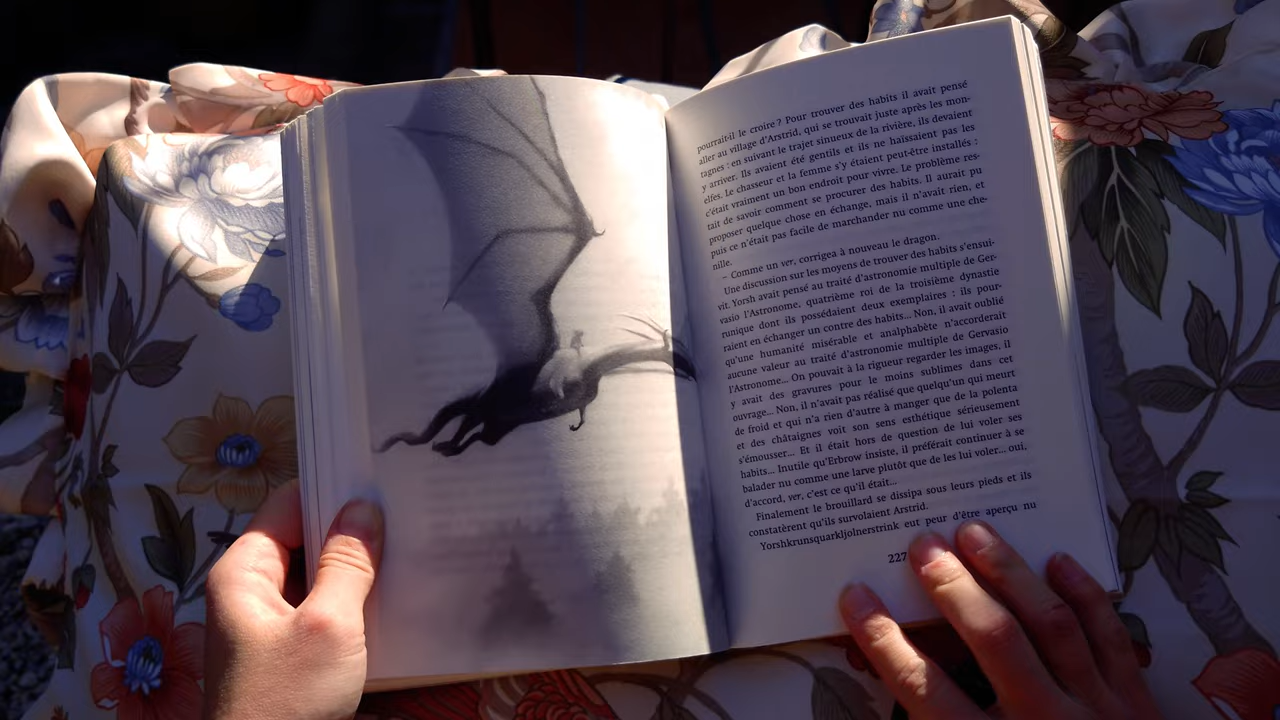 pourrait-il le croire ? Pour trouver des habits il avait pensé
aller au village d'Arstrid, qui se trouvait juste après les mon-
tagnes : en suivant le trajet sinueux de la rivière, ils devaient
y arriver. Ils avaient été gentils et ils ne haïssaient pas les
elfes. Le chasseur et la femme s'y étaient peut-être installés :
c'était vraiment un bon endroit pour vivre. Le problème res-
tait de savoir comment se procurer des habits. Il aurait pu
proposer quelque chose en échange, mais il n'avait rien, et
puis ce n'était pas facile de marchander nu comme une che-
nille.
– Comme un ver, corrigea à nouveau le dragon.
Une discussion sur les moyens de trouver des habits s'ensui-
vit. Yorsh avait pensé au traité d'astronomie multiple de Ger-
vasio l'Astronome, quatrième roi de la troisième dynastie
runique dont ils possédaient deux exemplaires : ils pour-
raient en échanger un contre des habits... Non, il avait oublié
qu'une humanité misérable et analphabète n'accorderait
aucune valeur au traité d'astronomie multiple de Gervasio
l'Astronome... On pouvait à la rigueur regarder les images, il
y avait des gravures pour le moins sublimes dans cet
ouvrage... Non, il n'avait pas réalisé que quelqu'un qui meurt
de froid et qui n'a rien d'autre à manger que de la polenta
et des châtaignes voit son sens esthétique sérieusement
s'émousser... Et il était hors de question de lui voler ses
habits... Inutile qu'Erbrow insiste, il préférait continuer à se
balader nu comme une larve plutôt que de les lui voler... oui,
d'accord, ver, c'est ce qu'il était...
Finalement le brouillard se dissipa sous leurs pieds et ils
constatèrent qu'ils survolaient Arstrid.
Yorshkrunsquarkljolnerstrink eut peur d'être aperçu nu
227